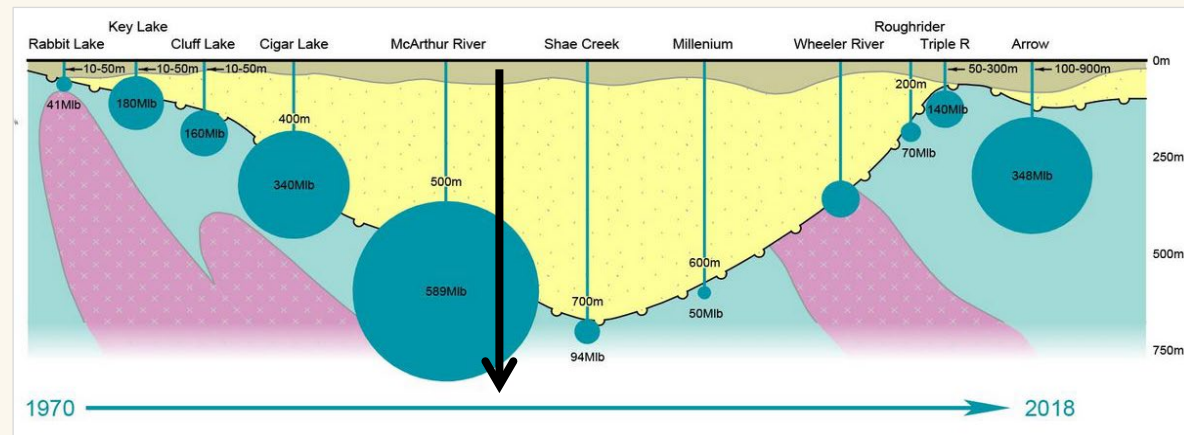 Key Lake
Roughrider
Rabbit Lake
Cluff Lake
Cigar Lake
McArthur River
Shae Creek
Millenium
Wheeler River
Triple R
Arrow
10-50m
10-50m
10-50m
50-300m
100-900m
0m
200m
41Mlb
180Mlb
160Mlb
400m
140Mlb
70Mlb
250m
340Mlb
500m
348Mlb
500m
600m
589Mlb
50Mlb
700m
94Mlb
750m
1970
2018